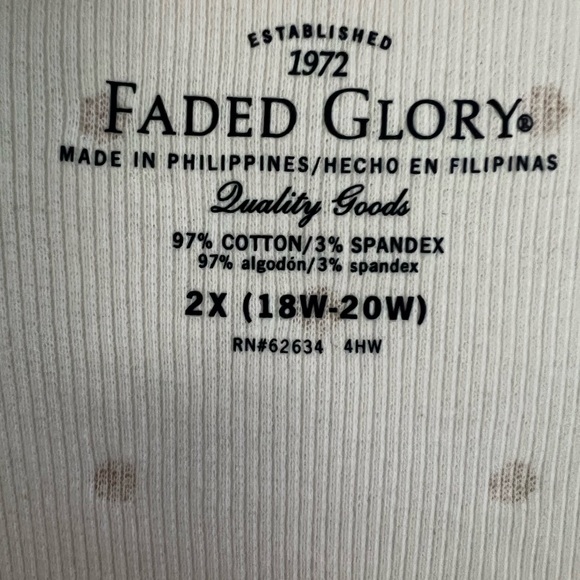 ESTABLISHED
1972
FADED GLORY®
MADE IN PHILIPPINES/HECHO EN FILIPINAS
Quality Goods
97% COTTON/3% SPANDEX
97% algodón/3% spandex
2X (18W-20W)
RN#62634 4HW